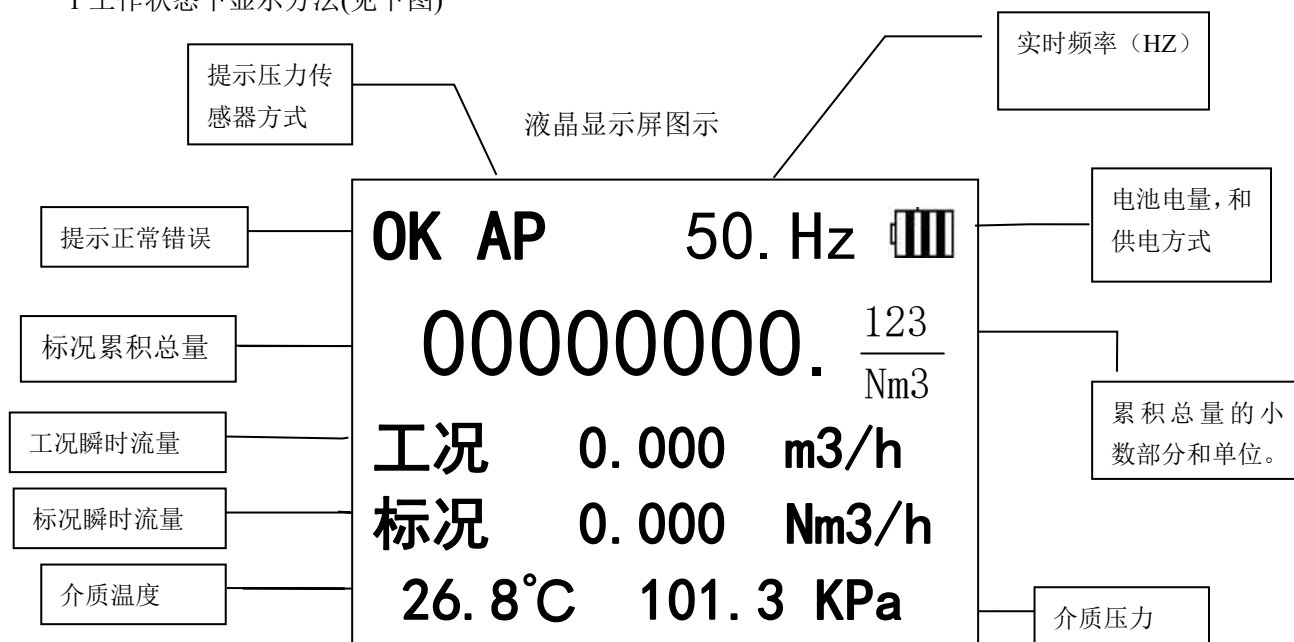 1 工作状态下显示方法(见下图)
提示压力传
感器方式
实时频率（HZ）
液晶显示屏图示
提示正常错误
OK AP 50. Hz
电池电量，和
供电方式
标况累积总量
00000000. 123
Nm3
累积总量的小
数部分和单位。
工况瞬时流量
工况 0.000 m3/h
标况瞬时流量
标况 0.000 Nm3/h
介质温度
26.8℃ 101.3 KPa
介质压力